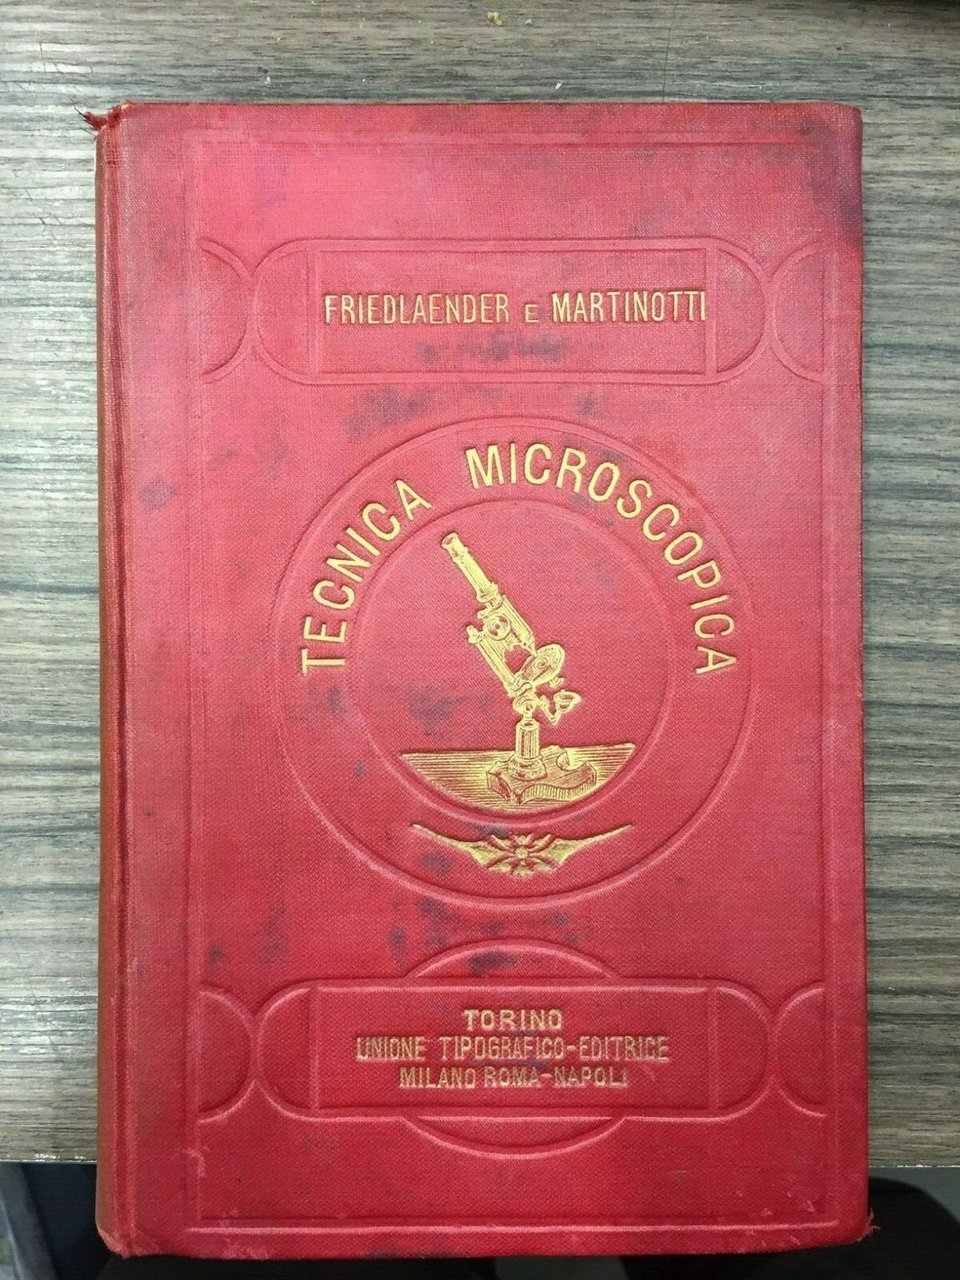 FRIEDLAENDER E MARTINOTTI
TECNICA MICROSCOPICA
TORINO
UNIONE TIPOGRAFICO-EDITRICE
MILANO ROMA-NAPOLI